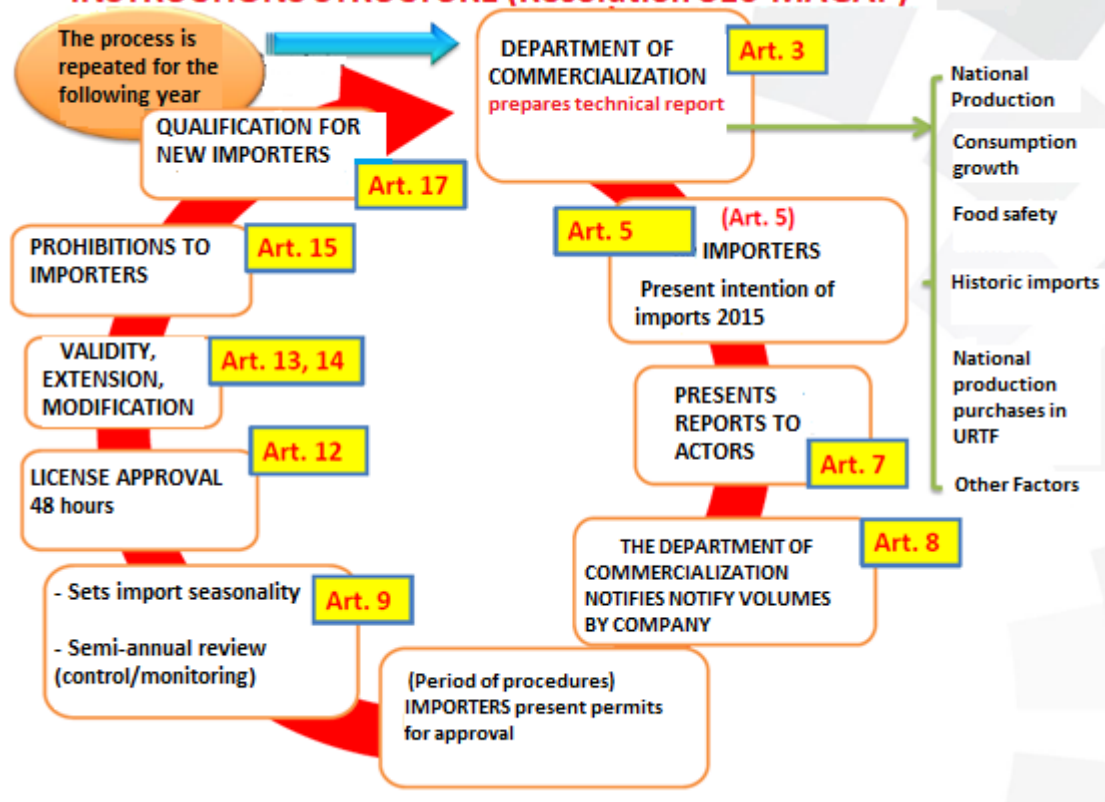 INSTRUCTIONS STRUCTURE (Resolution MAGAP)
The process is
repeated for the
following year
DEPARTMENT OF
COMMERCIALIZATION
prepares technical report
Art. 3
National
Production
Consumption
growth
Food safety
Historic imports
National
production
purchases in
URTF
Other Factors
Art. 5
(Art. 5)
IMPORTERS
Present intention of
imports 2015
PRESENTS
REPORTS TO
ACTORS
Art. 7
THE DEPARTMENT OF
COMMERCIALIZATION
NOTIFIES NOTIFY VOLUMES
BY COMPANY
Art. 8
(Period of procedures)
IMPORTERS present permits
for approval
- Sets import seasonality
- Semi-annual review
(control/monitoring)
Art. 9
LICENSE APPROVAL
48 hours
Art. 12
VALIDITY,
EXTENSION,
MODIFICATION
Art. 13, 14
PROHIBITIONS TO
IMPORTERS
Art. 15
QUALIFICATION FOR
NEW IMPORTERS
Art. 17